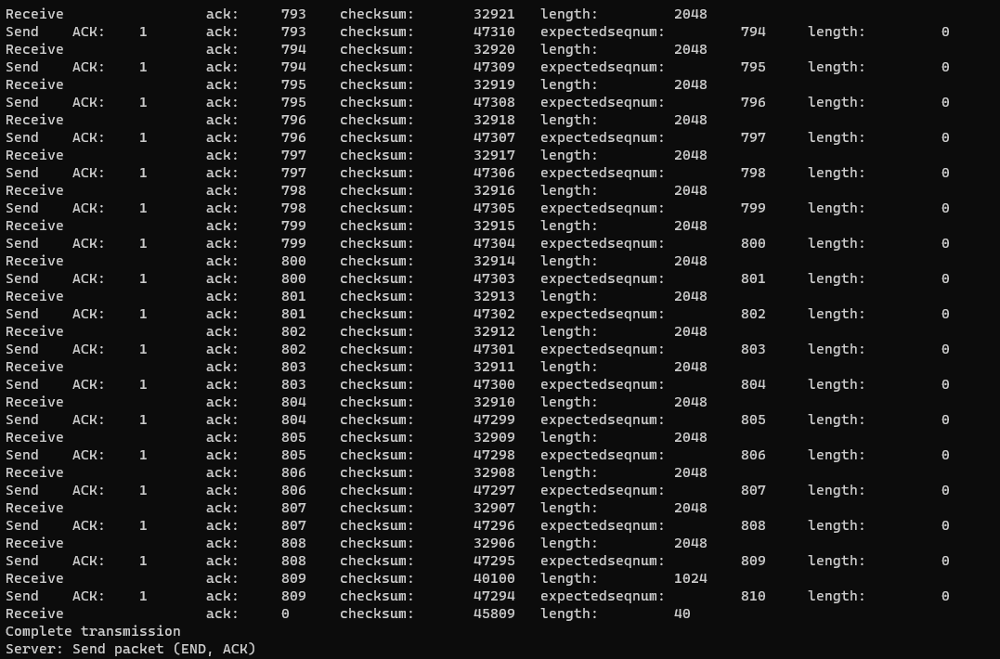 Receive ack: 793 checksum: 32921 length: 2048
Send ACK: 1 ack: 793 checksum: 47310 expectedseqnum: 794 length: 0
Receive ack: 794 checksum: 32920 length: 2048
Send ACK: 1 ack: 794 checksum: 47309 expectedseqnum: 795 length: 0
Receive ack: 795 checksum: 32919 length: 2048
Send ACK: 1 ack: 795 checksum: 47308 expectedseqnum: 796 length: 0
Receive ack: 796 checksum: 32918 length: 2048
Send ACK: 1 ack: 796 checksum: 47307 expectedseqnum: 797 length: 0
Receive ack: 797 checksum: 32917 length: 2048
Send ACK: 1 ack: 797 checksum: 47306 expectedseqnum: 798 length: 0
Receive ack: 798 checksum: 32916 length: 2048
Send ACK: 1 ack: 798 checksum: 47305 expectedseqnum: 799 length: 0
Receive ack: 799 checksum: 32915 length: 2048
Send ACK: 1 ack: 799 checksum: 47304 expectedseqnum: 800 length: 0
Receive ack: 800 checksum: 32914 length: 2048
Send ACK: 1 ack: 800 checksum: 47303 expectedseqnum: 801 length: 0
Receive ack: 801 checksum: 32913 length: 2048
Send ACK: 1 ack: 801 checksum: 47302 expectedseqnum: 802 length: 0
Receive ack: 802 checksum: 32912 length: 2048
Send ACK: 1 ack: 802 checksum: 47301 expectedseqnum: 803 length: 0
Receive ack: 803 checksum: 32911 length: 2048
Send ACK: 1 ack: 803 checksum: 47300 expectedseqnum: 804 length: 0
Receive ack: 804 checksum: 32910 length: 2048
Send ACK: 1 ack: 804 checksum: 47299 expectedseqnum: 805 length: 0
Receive ack: 805 checksum: 32909 length: 2048
Send ACK: 1 ack: 805 checksum: 47298 expectedseqnum: 806 length: 0
Receive ack: 806 checksum: 32908 length: 2048
Send ACK: 1 ack: 806 checksum: 47297 expectedseqnum: 807 length: 0
Receive ack: 807 checksum: 32907 length: 2048
Send ACK: 1 ack: 807 checksum: 47296 expectedseqnum: 808 length: 0
Receive ack: 808 checksum: 32906 length: 2048
Send ACK: 1 ack: 808 checksum: 47295 expectedseqnum: 809 length: 0
Receive ack: 809 checksum: 40100 length: 1024
Send ACK: 1 ack: 809 checksum: 47294 expectedseqnum: 810 length: 0
Receive ack: 0 checksum: 45809 length: 40
Complete transmission
Server: Send packet (END, ACK)